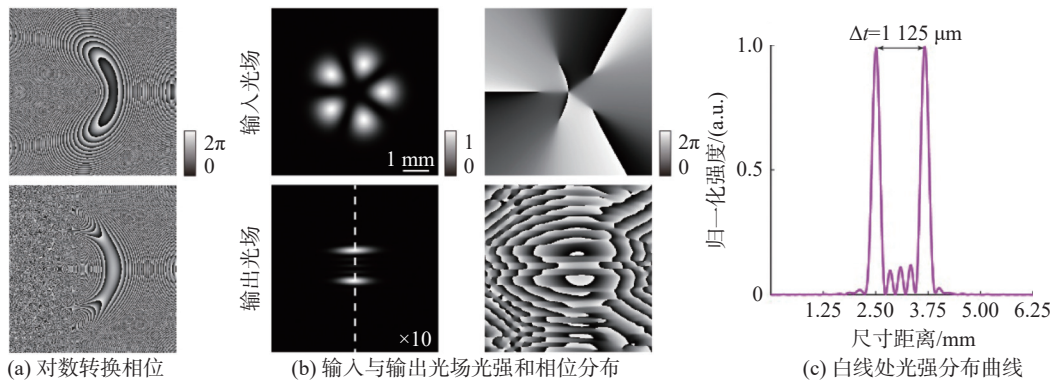 2π
0
(a) 对数转换相位
输入光场
1 mm
1
0
2π
0
输出光场
×10
(b) 输入与输出光场光强和相位分布
Δt=1 125 μm
1.0
0.5
0
归一化强度/(a.u.)
1.25 2.50 3.75 5.00 6.25
尺寸距离/mm
(c) 白线处光强分布曲线